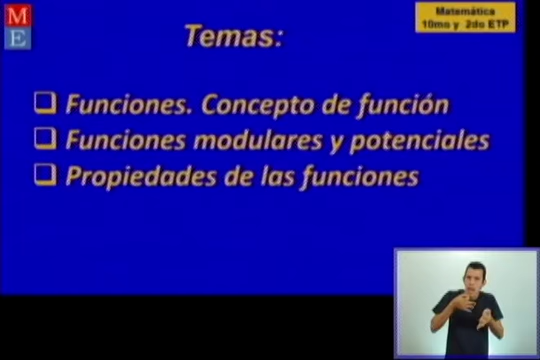 M
E
Matemática
10mo y 2do ETP
Temas:
Funciones. Concepto de función
Funciones modulares y potenciales
Propiedades de las funciones